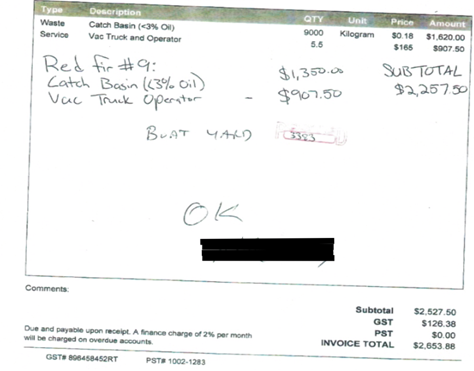 Type Description QTY Unit Price Amount
Waste Catch Basin (<3% Oil) 9000 Kilogram $0.18 $1,620.00
Service Vac Truck and Operator 5.5 $165 $907.50
Red Fir #9: $1,350.00 SUBTOTAL
Catch Basin (<3% Oil) $907.50 $2,257.50
Vac Truck Operator -
BOAT YARD 3353
OK
Comments:
Subtotal $2,527.50
GST $126.38
PST $0.00
INVOICE TOTAL $2,653.88
Due and payable upon receipt. A finance charge of 2% per month
will be charged on overdue accounts.
GST# 898458452RT PST# 1002-1283